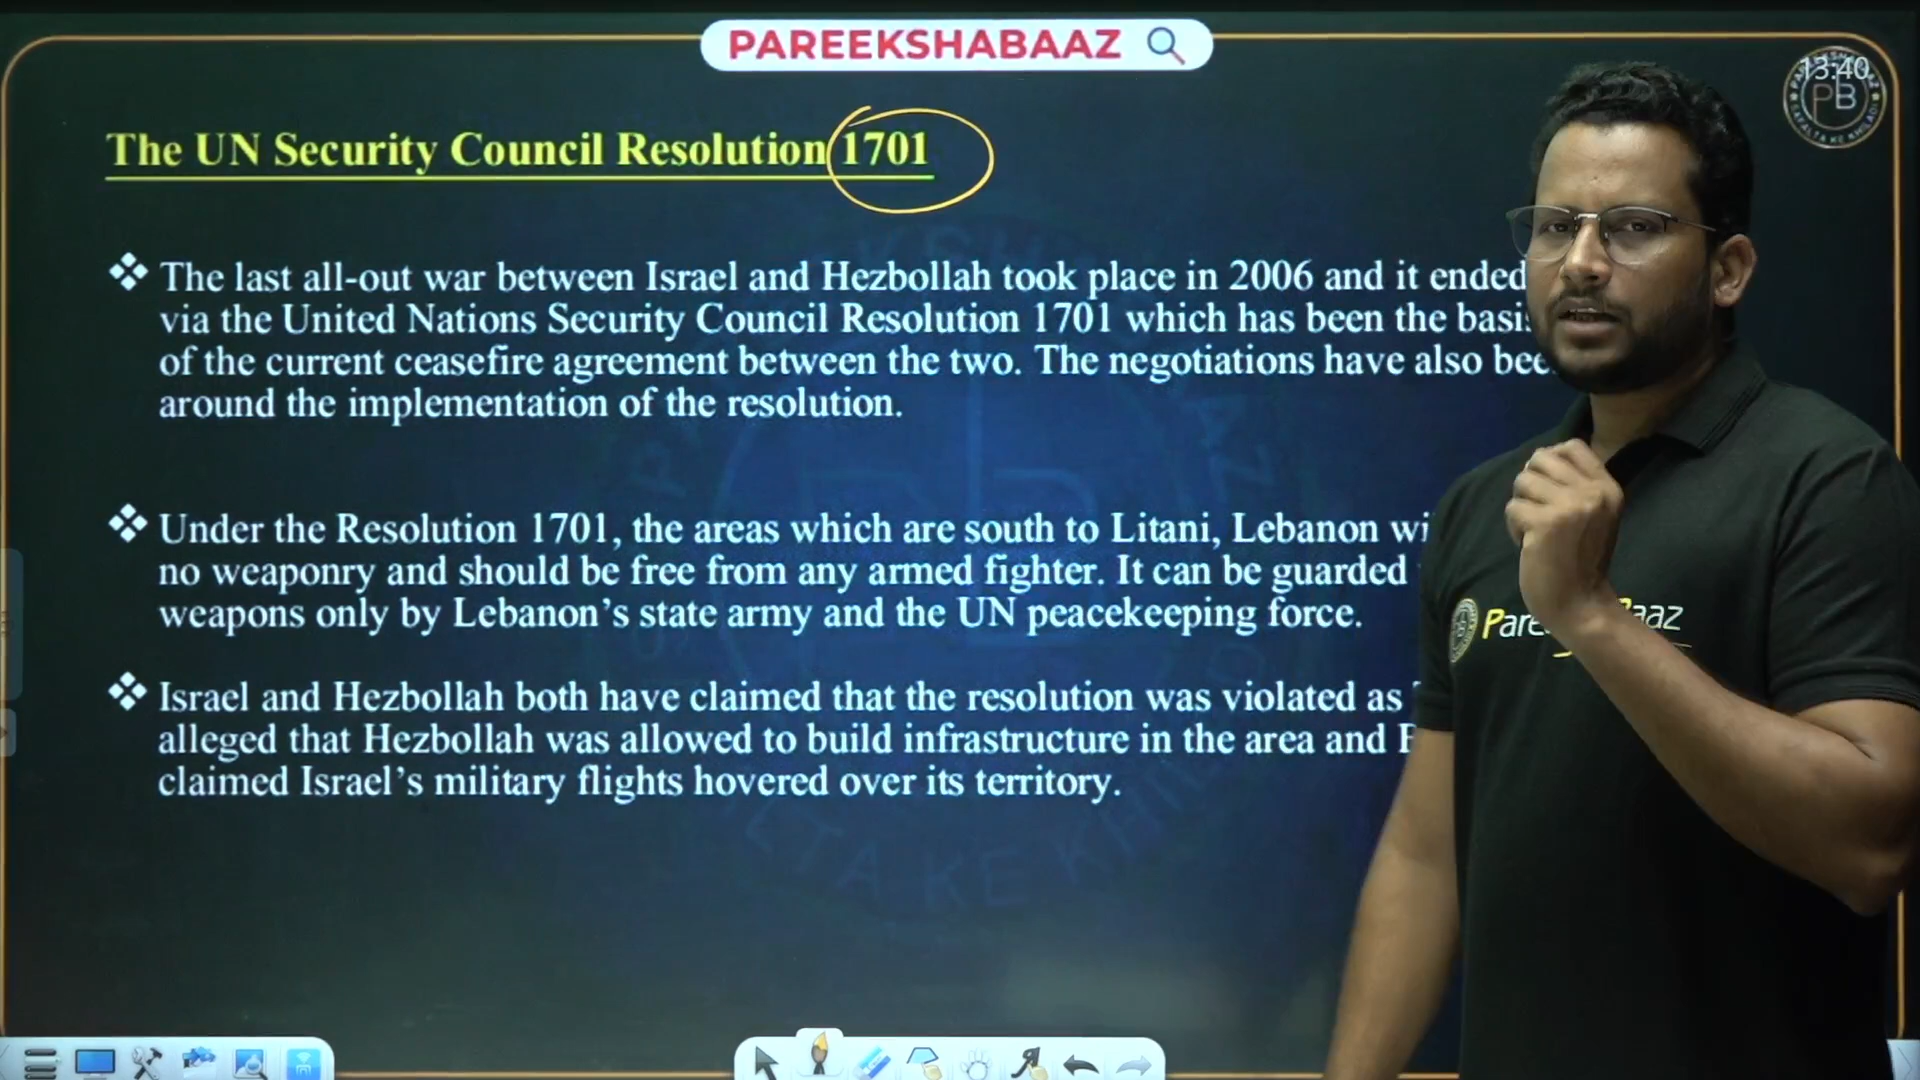 PAREEKSHABAAZ
13:40
PB
The UN Security Council Resolution 1701
The last all-out war between Israel and Hezbollah took place in 2006 and it ended
via the United Nations Security Council Resolution 1701 which has been the
of the current ceasefire agreement between the two. The negotiations have also
around the implementation of the resolution.
Under the Resolution 1701, the areas which are south to Litani, Lebanon
no weaponry and should be free from any armed fighter. It can be guarded
weapons only by Lebanon's state army and the UN peacekeeping force.
Israel and Hezbollah both have claimed that the resolution was violated as
alleged that Hezbollah was allowed to build infrastructure in the area and
claimed Israel's military flights hovered over its territory.